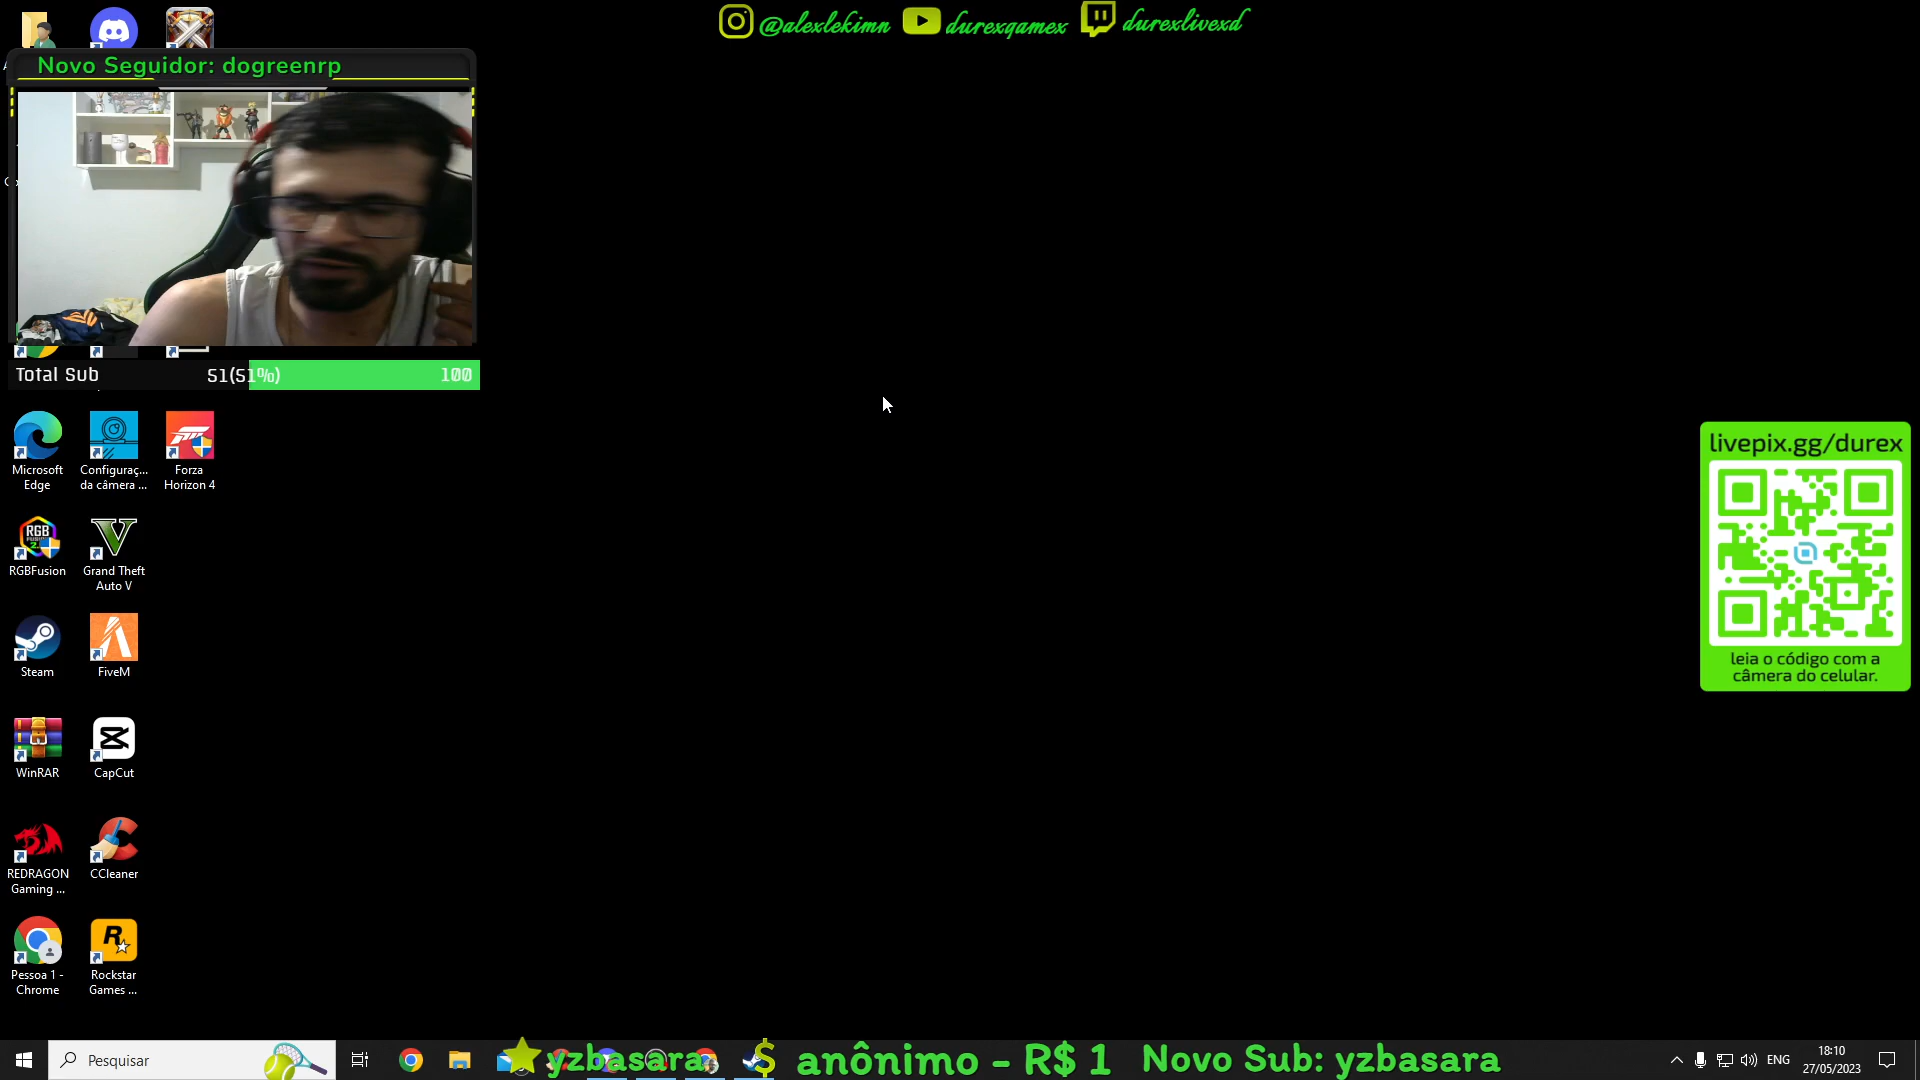 @alexlekimn durexgamex durexlivexd
Novo Seguidor: dogreenrp
Total Sub 51(51%) 100
Microsoft Edge
Configuraç... da câmera ...
Forza Horizon 4
livepix.gg/durex
RGB
RGBFusion
Grand Theft Auto V
Steam
FiveM
leia o código com a
câmera do celular.
WinRAR
CapCut
REDRAGON Gaming ...
CCleaner
Pessoa 1 - Chrome
Rockstar Games ...
Pesquisar
yzbasara
anônimo - R$ 1
Novo Sub: yzbasara
ENG
18:10
27/05/2023